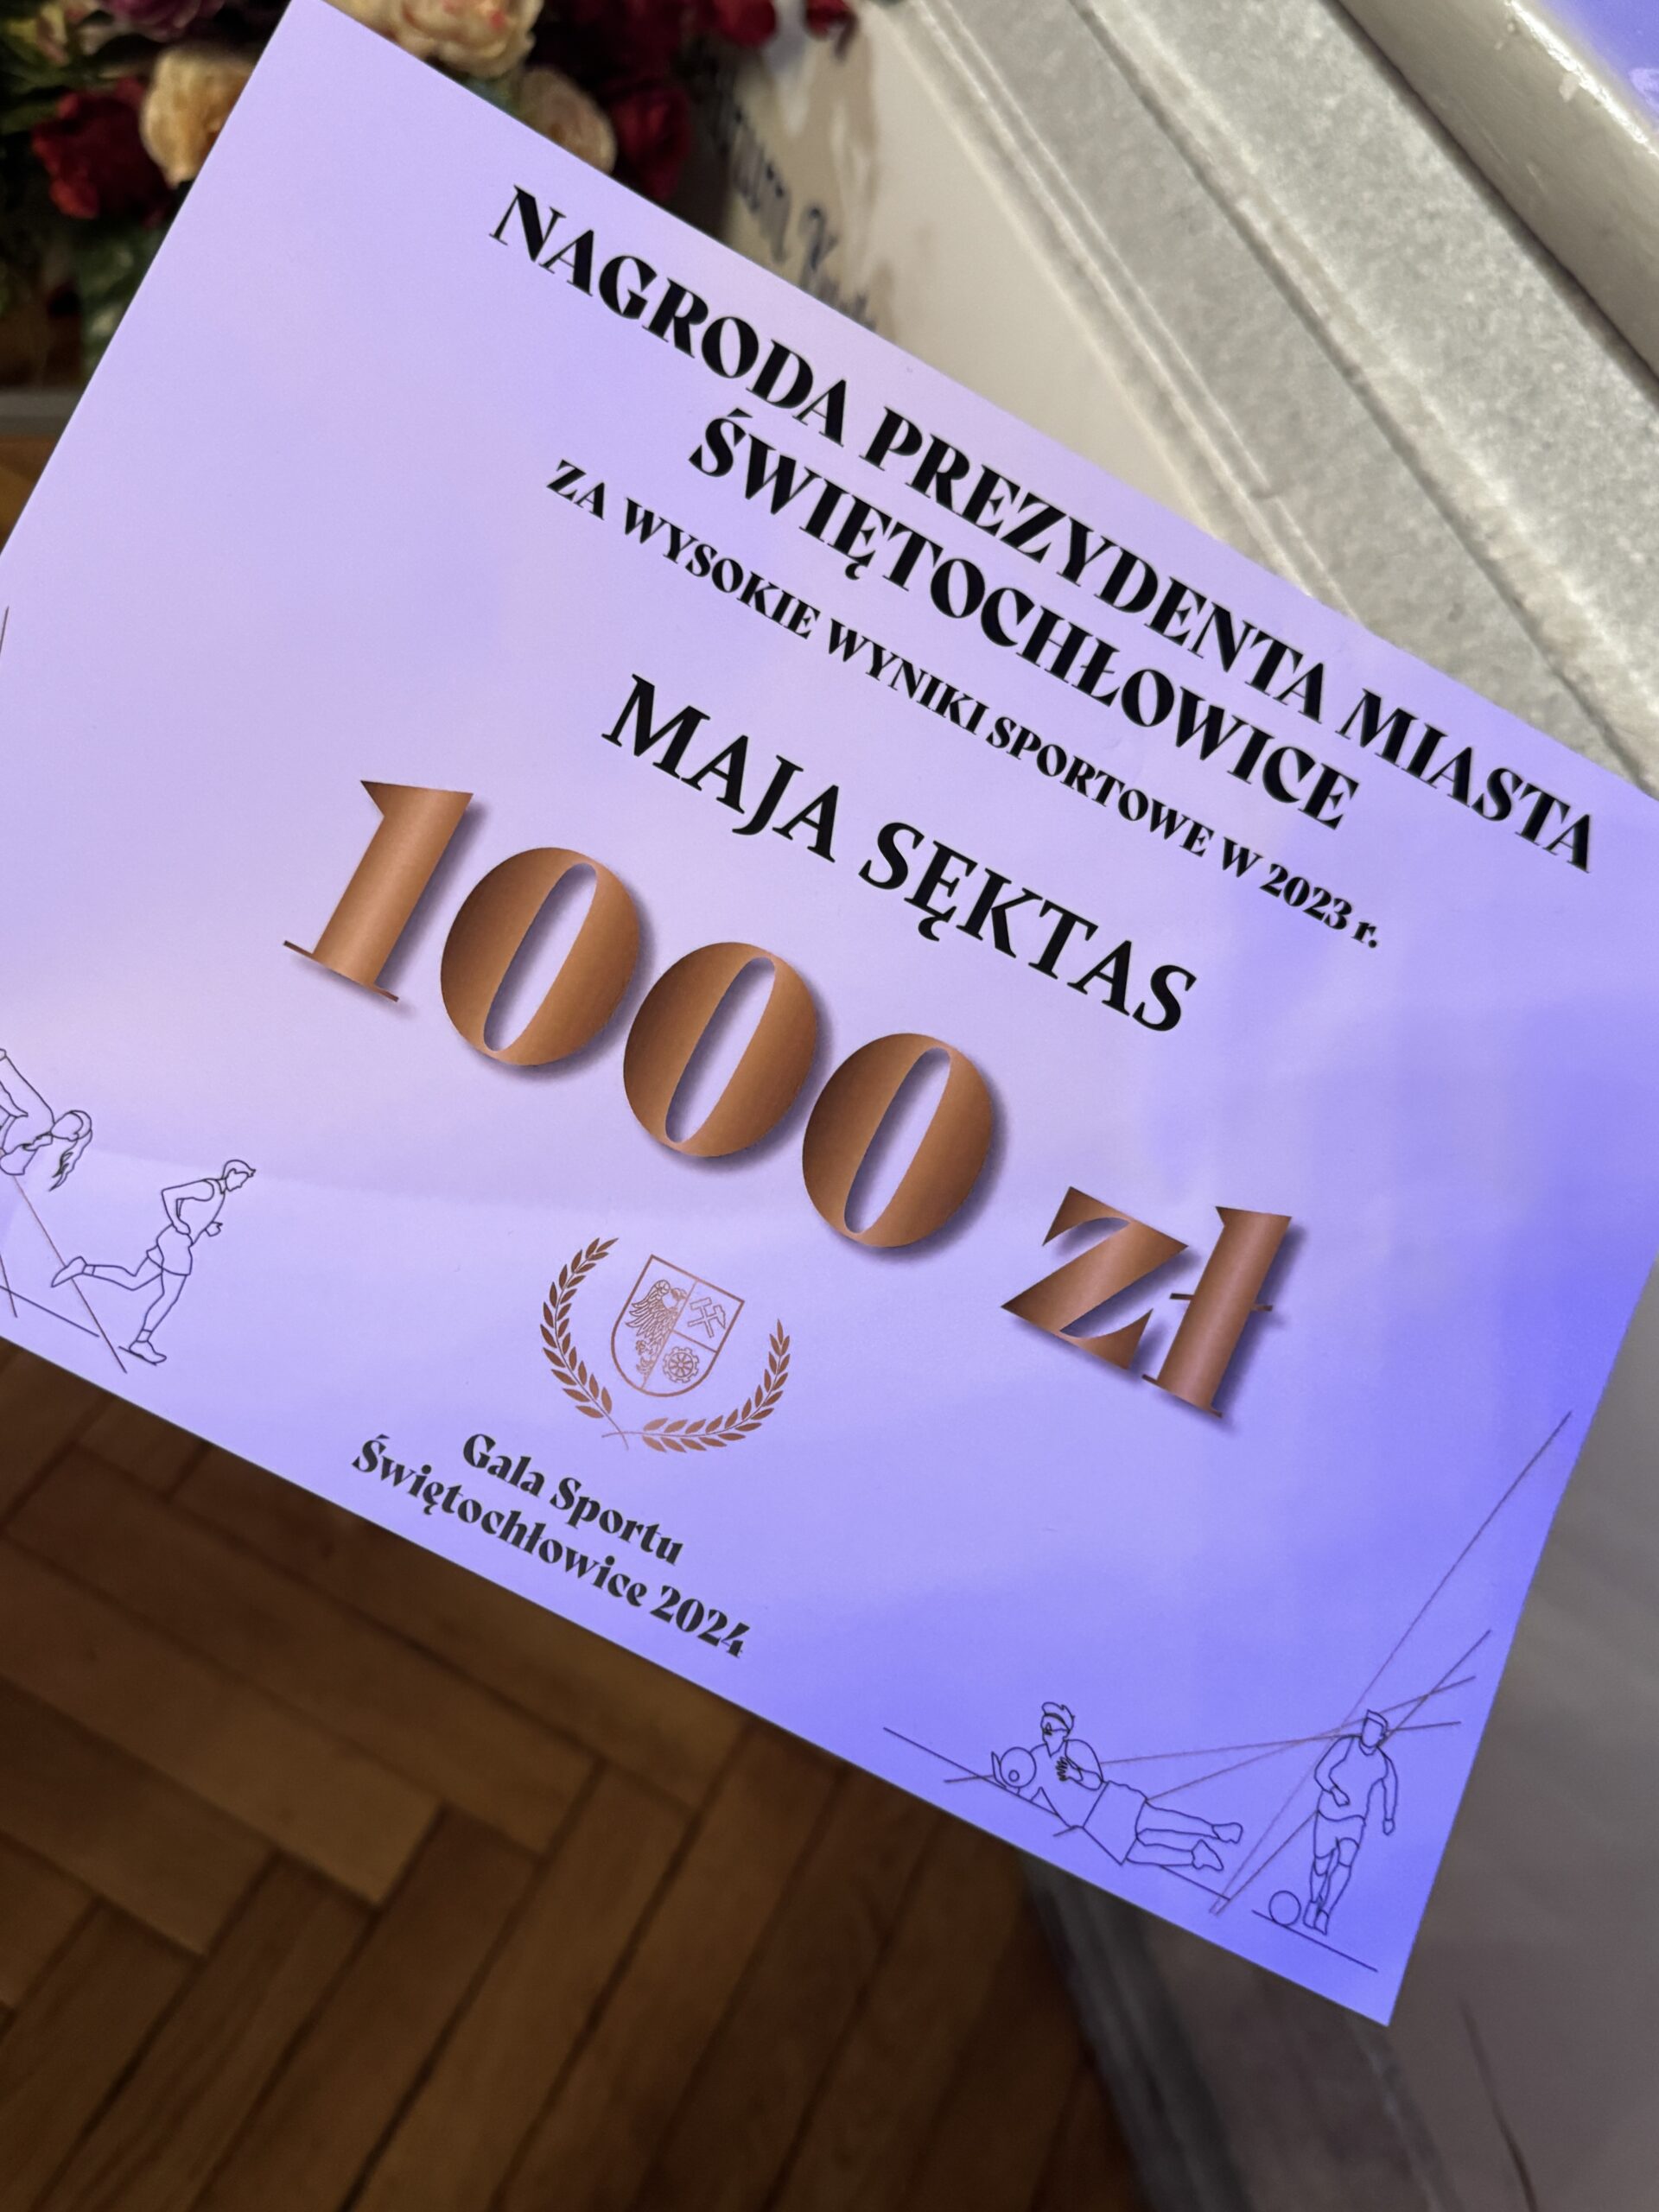 NAGRODA PREZYDENTA MIASTA
ŚWIĘTOCHŁOWICE
ZA WYSOKIE WYNIKI SPORTOWE W 2023 r.
MAJA SĘKTAS
1000 zł
Gala Sportu
Świętochłowice 2024